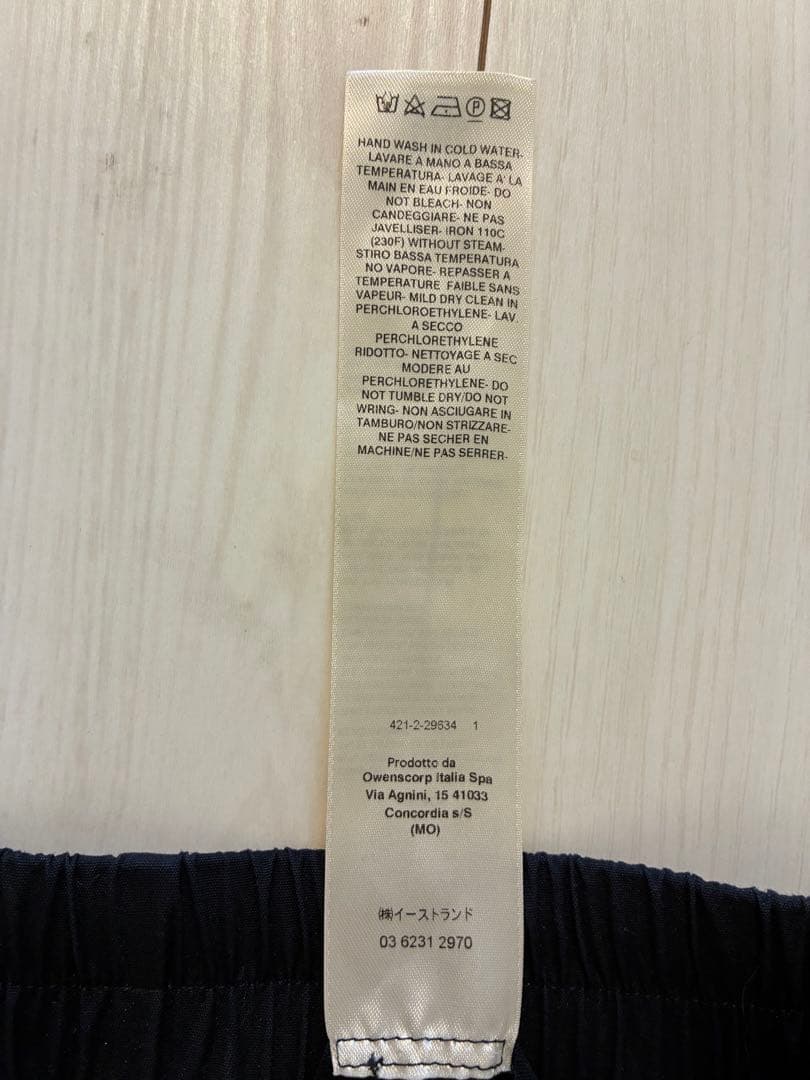 HAND WASH IN COLD WATER-
LAVARE A MANO A BASSA
TEMPERATURA- LAVAGE A' LA
MAIN EN EAU FROIDE- DO
NOT BLEACH- NON
CANDEGGIARE- NE PAS
JAVELLISER- IRON 110C
(230F) WITHOUT STEAM-
STIRO BASSA TEMPERATURA
NO VAPORE- REPASSER A
TEMPERATURE FAIBLE SANS
VAPEUR- MILD DRY CLEAN IN
PERCHLOROETHYLENE- LAV.
A SECCO
PERCHLORETHYLENE
RIDOTTO- NETTOYAGE A SEC
MODERE AU
PERCHLORETHYLENE- DO
NOT TUMBLE DRY/DO NOT
WRING- NON ASCIUGARE IN
TAMBURO/NON STRIZZARE-
NE PAS SECHER EN
MACHINE/NE PAS SERRER-
421-2-29634 1
Prodotto da
Owenscorp Italia Spa
Via Agnini, 15 41033
Concordia s/S
(MO)
㈱イーストランド
03 6231 2970